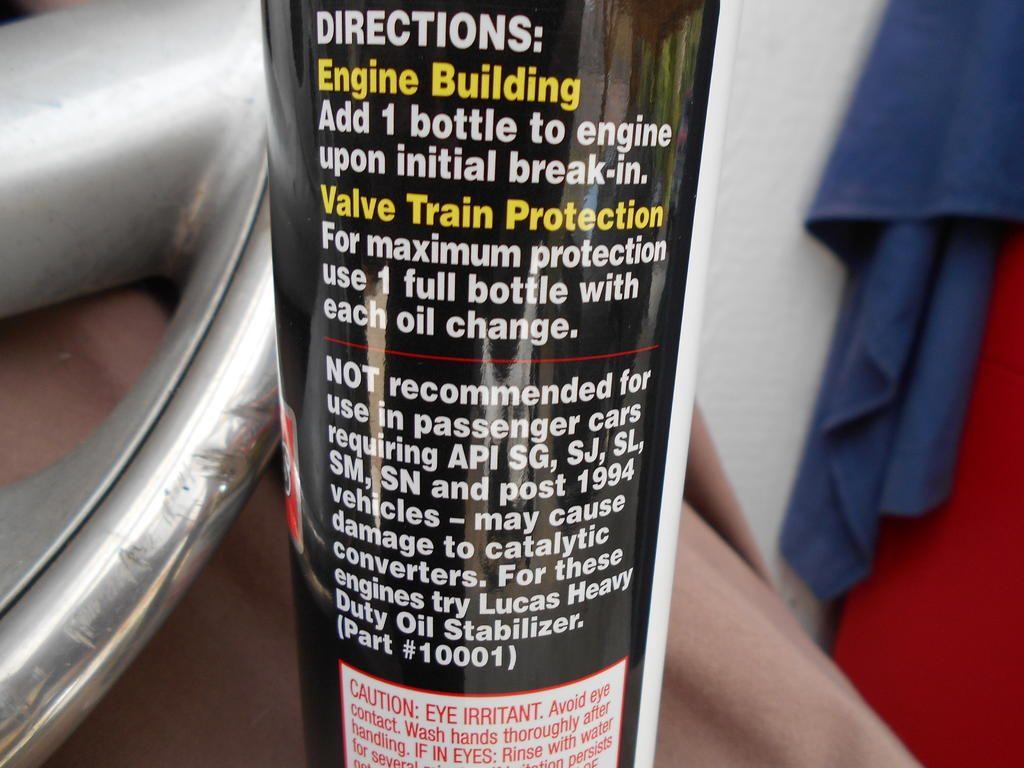 DIRECTIONS:
Engine Building
Add 1 bottle to engine
upon initial break-in.
Valve Train Protection
For maximum protection
use 1 full bottle with
each oil change.
NOT recommended for
use in passenger cars
requiring API SG, SJ, SL,
SM, SN and post 1994
vehicles – may cause
damage to catalytic
converters. For these
engines try Lucas Heavy
Duty Oil Stabilizer.
(Part #10001)
CAUTION: EYE IRRITANT. Avoid eye
contact. Wash hands thoroughly after
handling. IF IN EYES: Rinse with water
for several persists